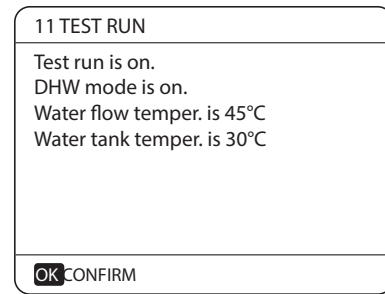 11 TEST RUN
Test run is on.
DHW mode is on.
Water flow temper. is 45°C
Water tank temper. is 30°C
OK CONFIRM